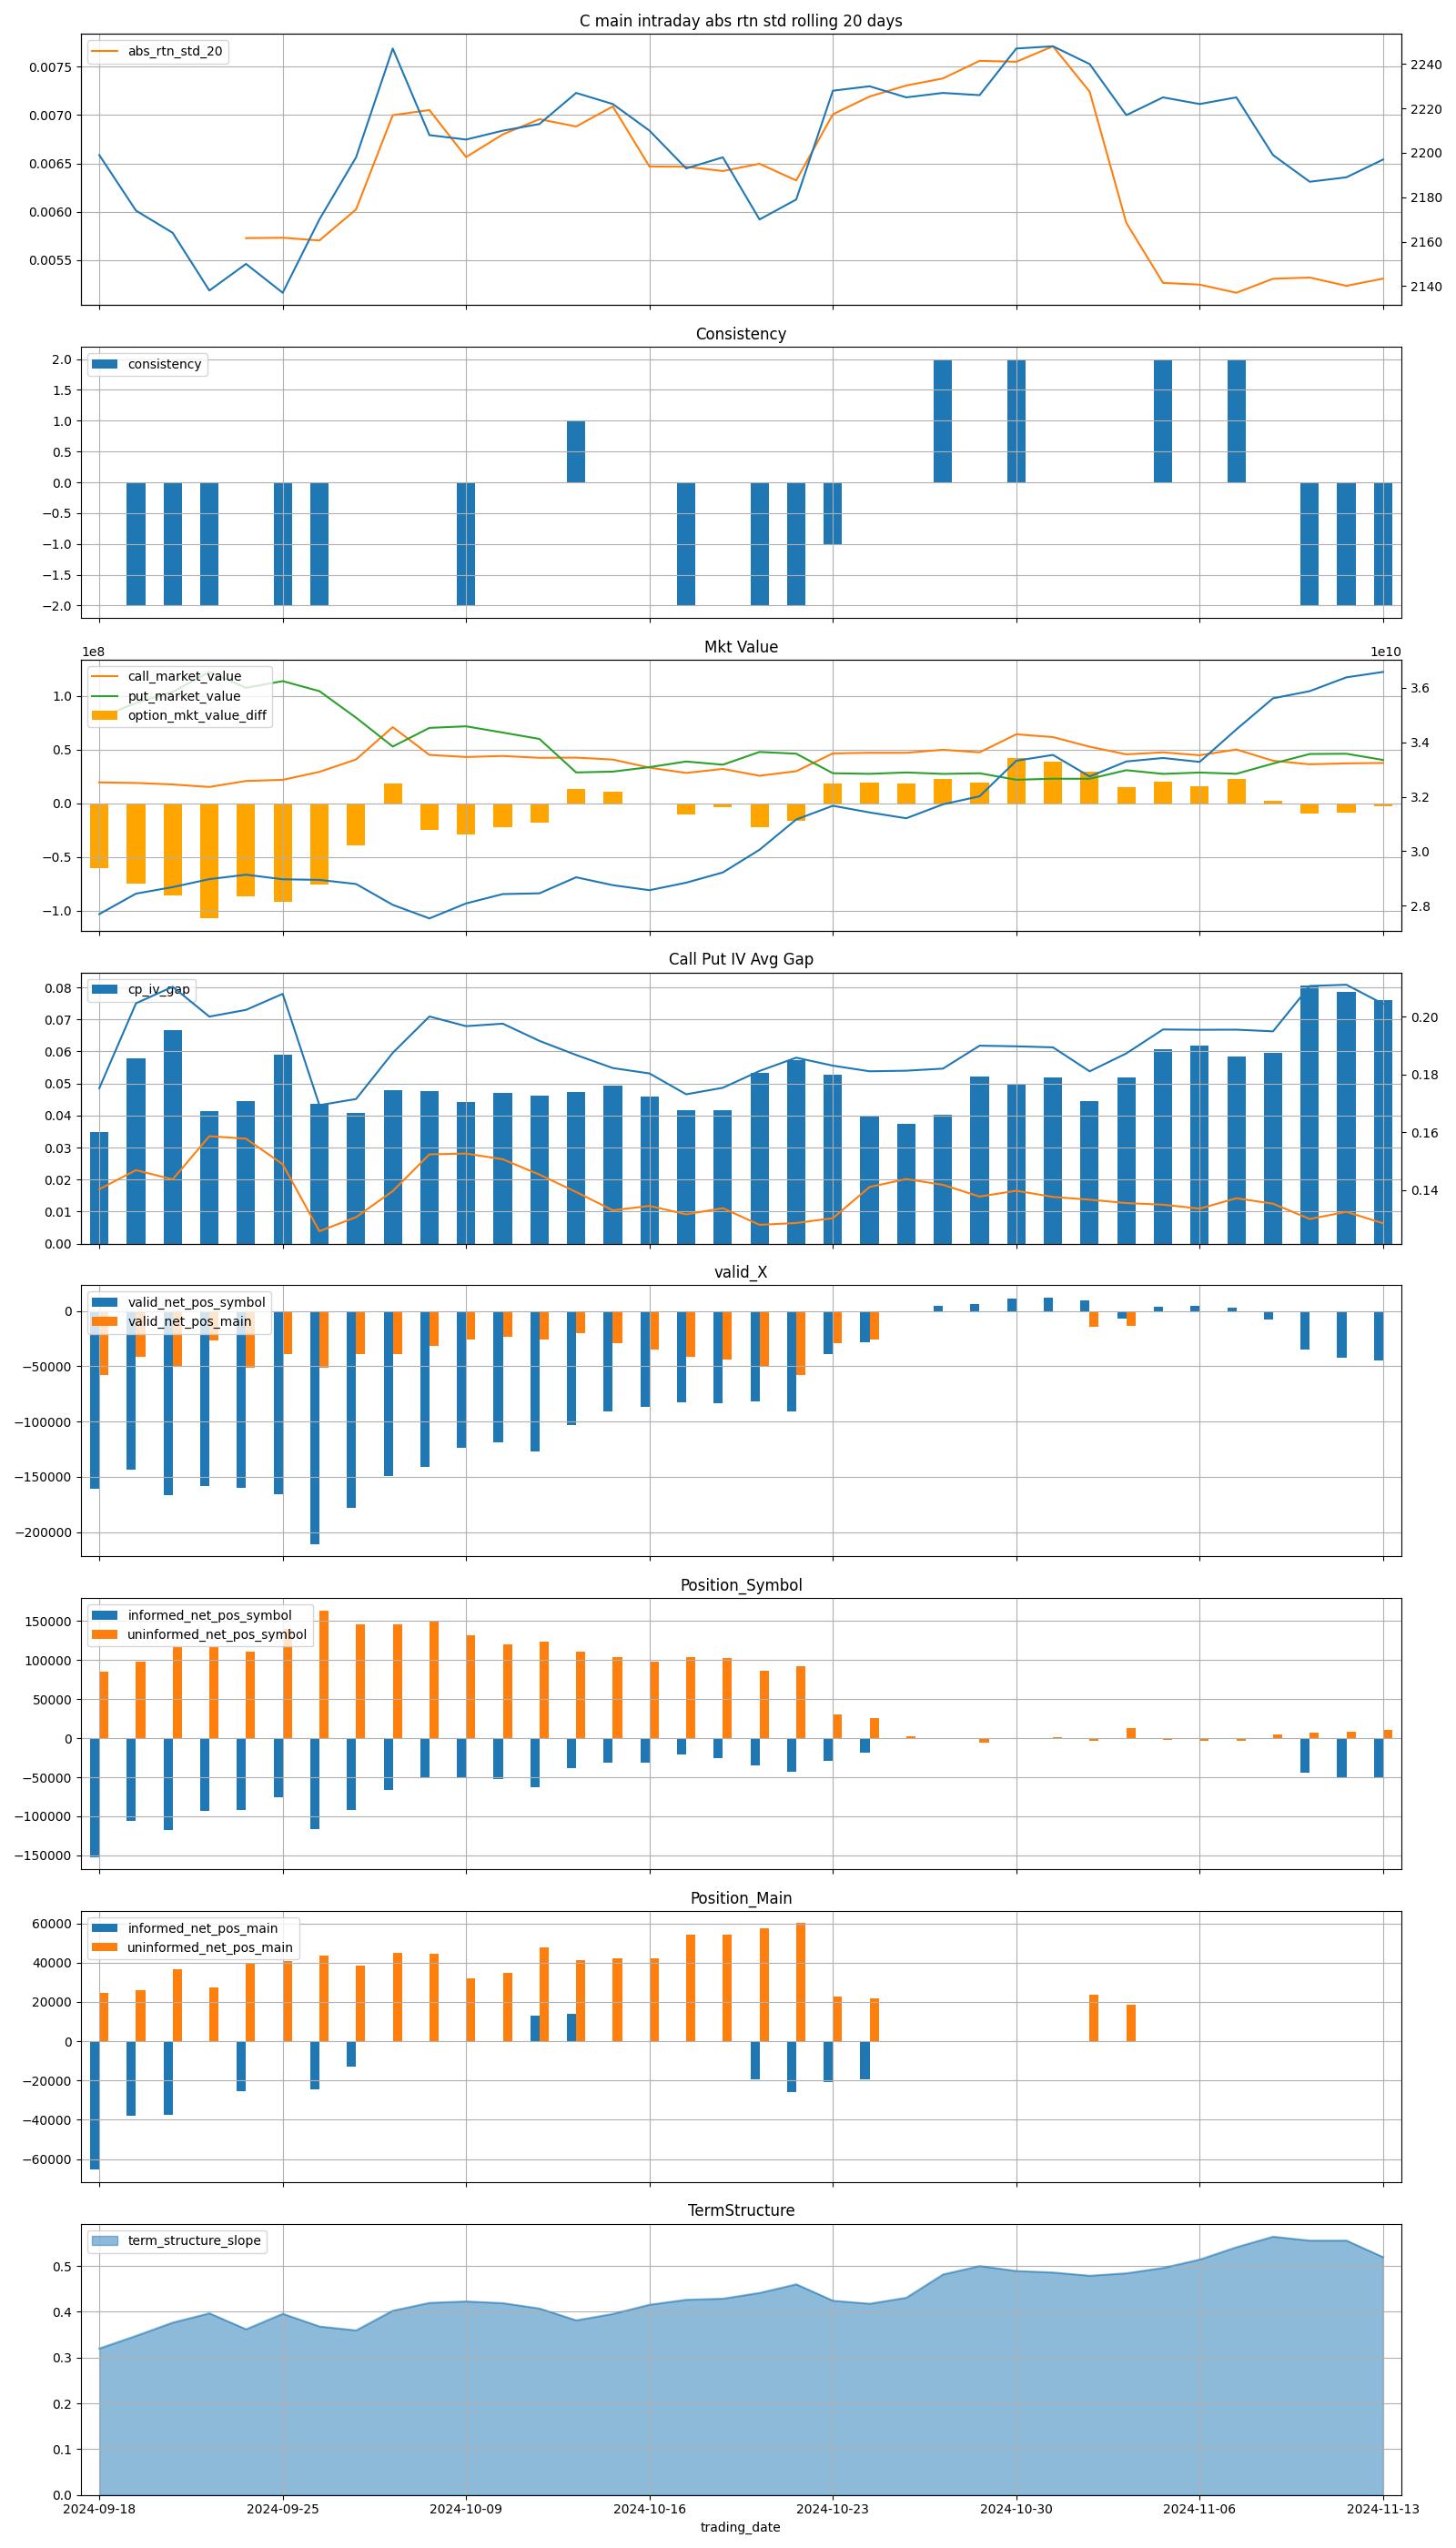 C main intraday abs rtn std rolling 20 days
abs_rtn_std_20
0.0075
0.0070
0.0065
0.0060
0.0055
2240
2220
2200
2180
2160
2140
Consistency
consistency
2.0
1.5
1.0
0.5
0.0
−0.5
−1.0
−1.5
−2.0
Mkt Value
1e8
1e10
call_market_value
put_market_value
option_mkt_value_diff
1.0
0.5
0.0
−0.5
−1.0
3.6
3.4
3.2
3.0
2.8
Call Put IV Avg Gap
cp_iv_gap
0.08
0.07
0.06
0.05
0.04
0.03
0.02
0.01
0.00
0.20
0.18
0.16
0.14
valid_X
valid_net_pos_symbol
valid_net_pos_main
0
−50000
−100000
−150000
−200000
Position_Symbol
informed_net_pos_symbol
uninformed_net_pos_symbol
150000
100000
50000
0
−50000
−100000
−150000
Position_Main
informed_net_pos_main
uninformed_net_pos_main
60000
40000
20000
0
−20000
−40000
−60000
TermStructure
term_structure_slope
0.5
0.4
0.3
0.2
0.1
0.0
2024-09-18 2024-09-25 2024-10-09 2024-10-16 2024-10-23 2024-10-30 2024-11-06 2024-11-13
trading_date